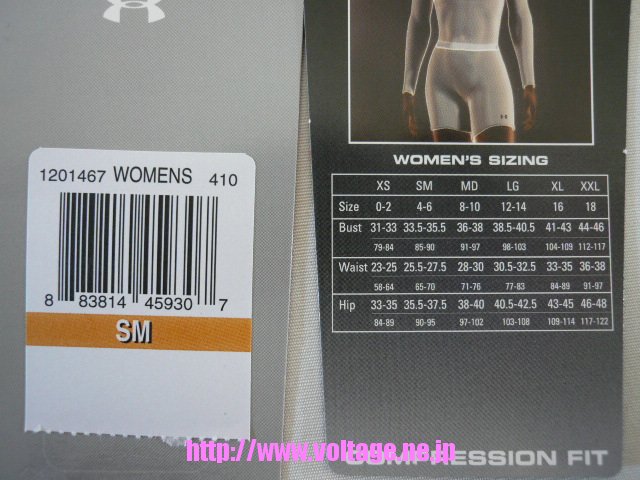 1201467 WOMENS 410
8 83814 45930 7
SM
WOMEN'S SIZING
XS SM MD LG XL XXL
Size 0-2 4-6 8-10 12-14 16 18
Bust 31-33 33.5-35.5 36-38 38.5-40.5 41-43 44-46
79-84 85-90 91-97 98-103 104-109 112-117
Waist 23-25 25.5-27.5 28-30 30.5-32.5 33-35 36-38
58-64 65-70 71-76 77-83 84-89 91-97
Hip 33-35 35.5-37.5 38-40 40.5-42.5 43-45 46-48
84-89 90-95 97-102 103-108 109-114 117-122
COMPRESSION FIT
http://www.voltage.ne.jp